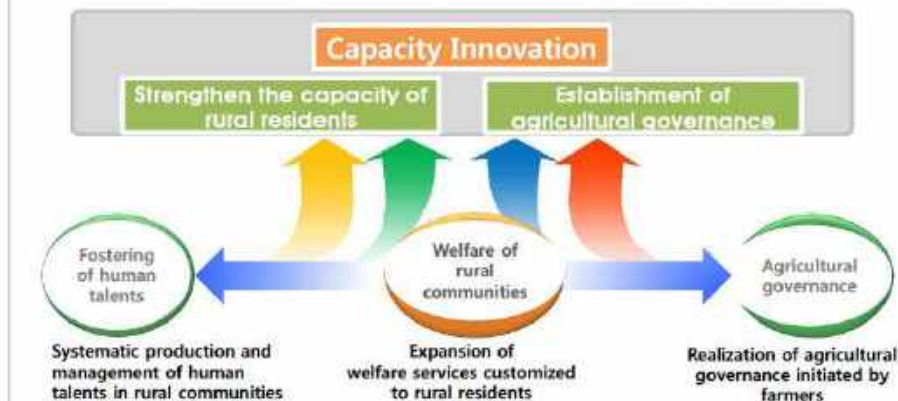 Capacity Innovation
Strengthen the capacity of
rural residents
Establishment of
agricultural governance
Fostering
of human
talents
Welfare of
rural
communities
Agricultural
governance
Systematic production and
management of human
talents in rural communities
Expansion of
welfare services customized
to rural residents
Realization of agricultural
governance initiated by
farmers